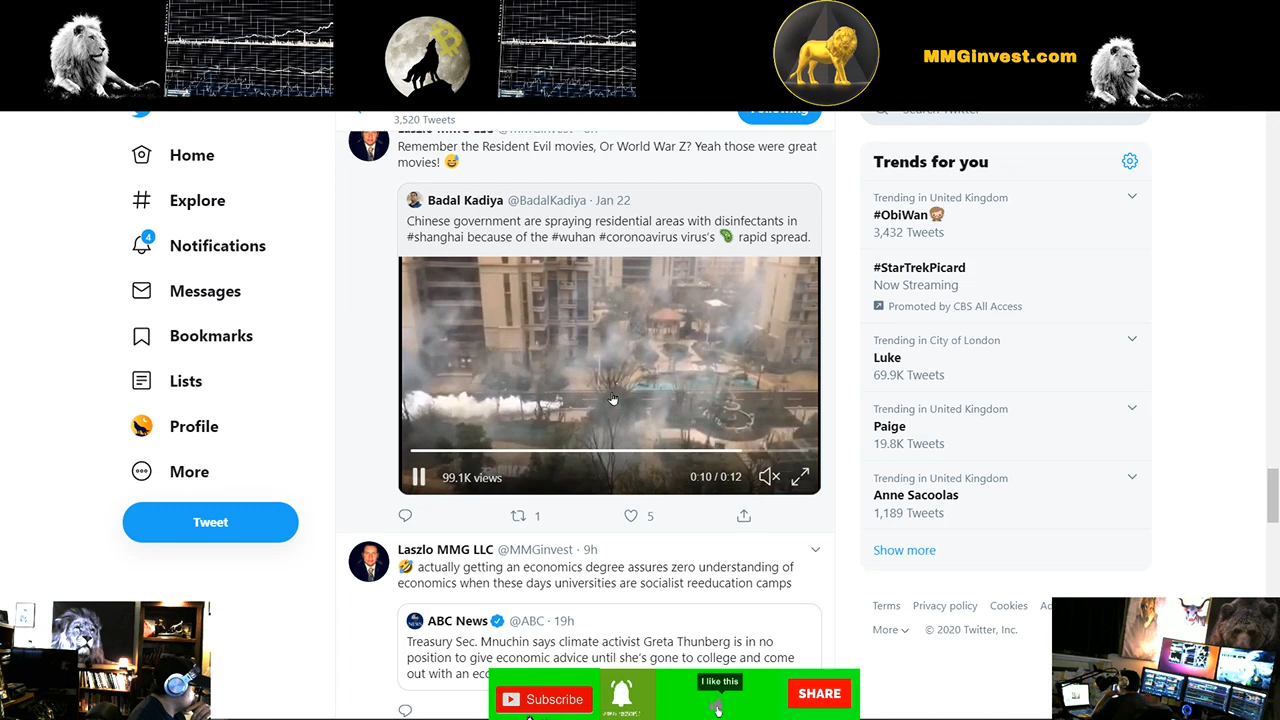 MMGinvest.com
3,520 Tweets
Following
Search Twitter
Laszlo MMG LLC @MMGinvest · 8h
Remember the Resident Evil movies, Or World War Z? Yeah those were great
movies! 😅
Badal Kadiya @BadalKadiya · Jan 22
Chinese government are spraying residential areas with disinfectants in
#shanghai because of the #wuhan #coronoavirus virus's 🦠 rapid spread.
99.1K views
0:10 / 0:12
1
5
Laszlo MMG LLC @MMGinvest · 9h
🤣 actually getting an economics degree assures zero understanding of
economics when these days universities are socialist reeducation camps
ABC News @ABC · 19h
Treasury Sec. Mnuchin says climate activist Greta Thunberg is in no
position to give economic advice until she's gone to college and come
out with an
Home
Explore
4
Notifications
Messages
Bookmarks
Lists
Profile
More
Tweet
Trends for you
Trending in United Kingdom
#ObiWan
3,432 Tweets
#StarTrekPicard
Now Streaming
Promoted by CBS All Access
Trending in City of London
Luke
69.9K Tweets
Trending in United Kingdom
Paige
19.8K Tweets
Trending in United Kingdom
Anne Sacoolas
1,189 Tweets
Show more
Terms Privacy policy Cookies
More © 2020 Twitter, Inc.
Subscribe
I like this
SHARE